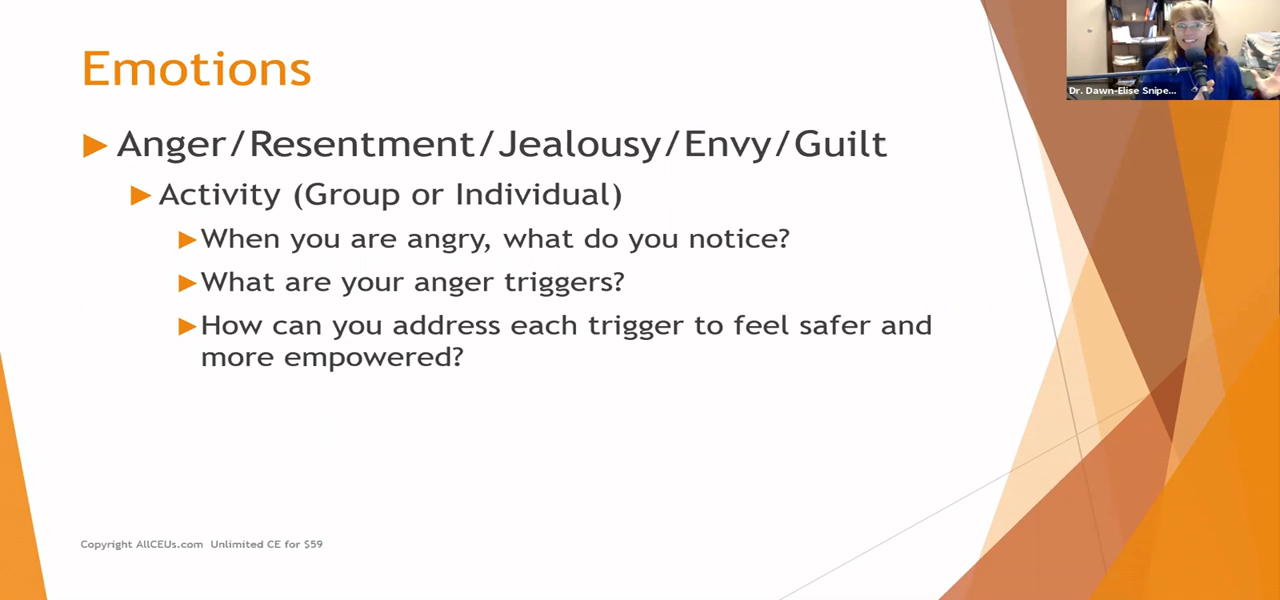 Emotions
Anger/Resentment/Jealousy/Envy/Guilt
Activity (Group or Individual)
When you are angry, what do you notice?
What are your anger triggers?
How can you address each trigger to feel safer and
more empowered?
Copyright AllCEUs.com Unlimited CE for $59
Dr. Dawn-Elise Snipe...